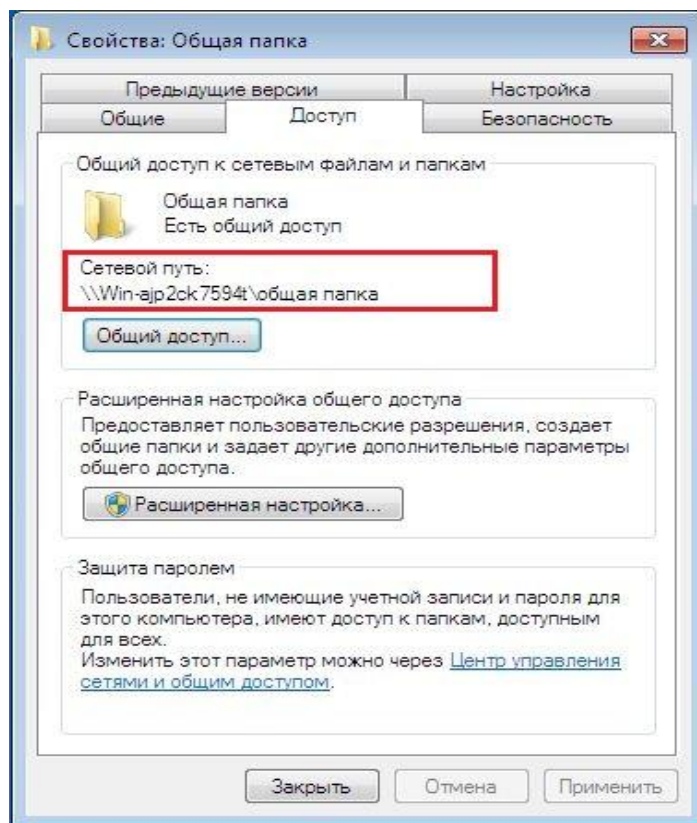 Свойства: Общая папка
Предыдущие версии
Настройка
Общие
Доступ
Безопасность
Общий доступ к сетевым файлам и папкам
Общая папка
Есть общий доступ
Сетевой путь:
\\Win-ajp2ck7594t\общая папка
Общий доступ...
Расширенная настройка общего доступа
Предоставляет пользовательские разрешения, создает
общие папки и задает другие дополнительные параметры
общего доступа.
Расширенная настройка...
Защита паролем
Пользователи, не имеющие учетной записи и пароля для
этого компьютера, имеют доступ к папкам, доступным
для всех.
Изменить этот параметр можно через Центр управления
сетями и общим доступом.
Закрыть
Отмена
Применить